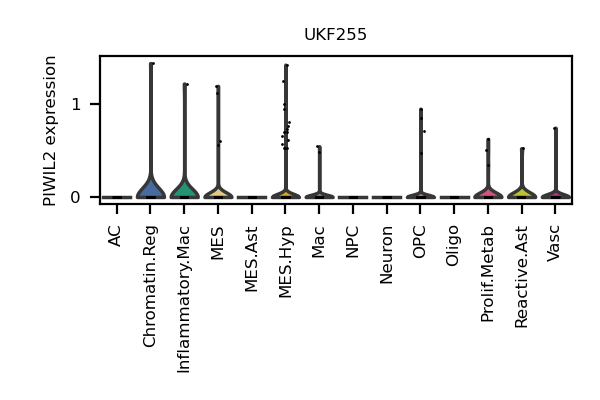 UKF255
PIWIL2 expression
1
0
AC
Chromatin.Reg
Inflammatory.Mac
MES
MES.Ast
MES.Hyp
Mac
NPC
Neuron
OPC
Oligo
Prolif.Metab
Reactive.Ast
Vasc